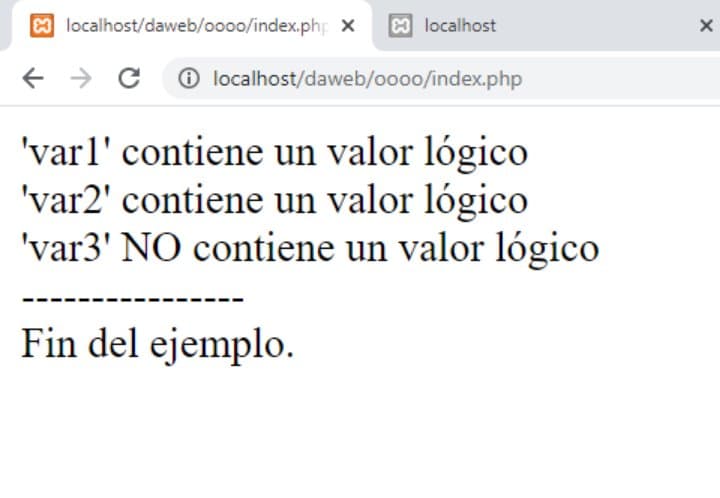 localhost/daweb/oooo/index.php
localhost
localhost/daweb/oooo/index.php
'var1' contiene un valor lógico
'var2' contiene un valor lógico
'var3' NO contiene un valor lógico
----------------
Fin del ejemplo.